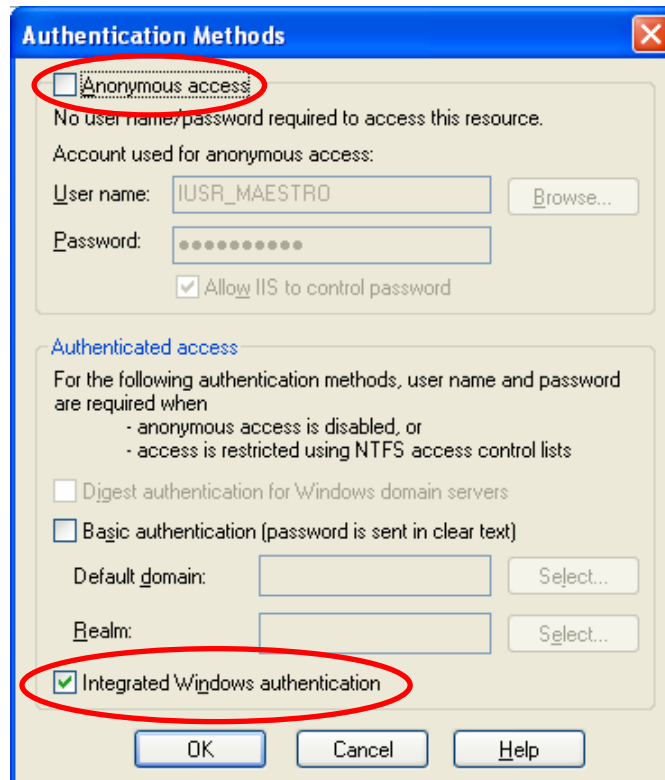 Authentication Methods
Anonymous access
No user name/password required to access this resource.
Account used for anonymous access:
User name: IUSR_MAESTRO Browse...
Password: ●●●●●●●●●●
Allow IIS to control password
Authenticated access
For the following authentication methods, user name and password
are required when
- anonymous access is disabled, or
- access is restricted using NTFS access control lists
Digest authentication for Windows domain servers
Basic authentication (password is sent in clear text)
Default domain: Select...
Realm: Select...
Integrated Windows authentication
OK Cancel Help